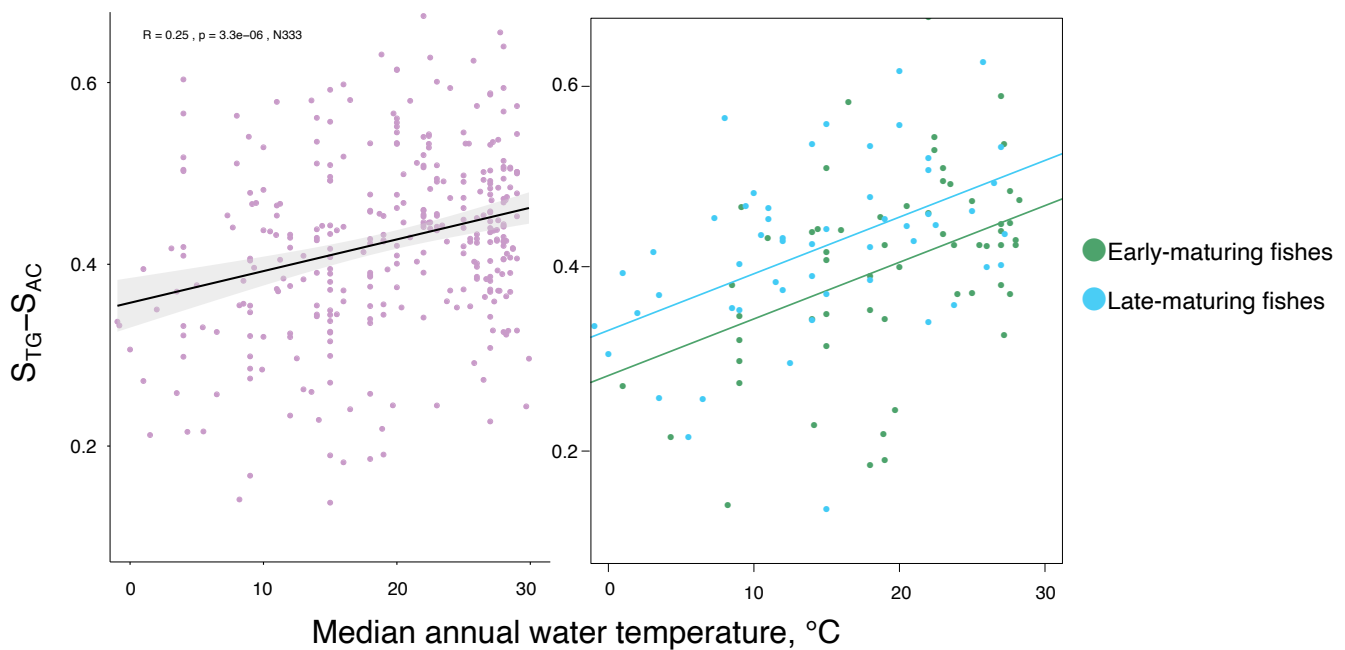 R = 0.25 , p = 3.3e−06 , N333
0.6
0.4
0.2
0 10 20 30
0.6
0.4
0.2
0 10 20 30
STG−SAC
Median annual water temperature, °C
Early-maturing fishes
Late-maturing fishes